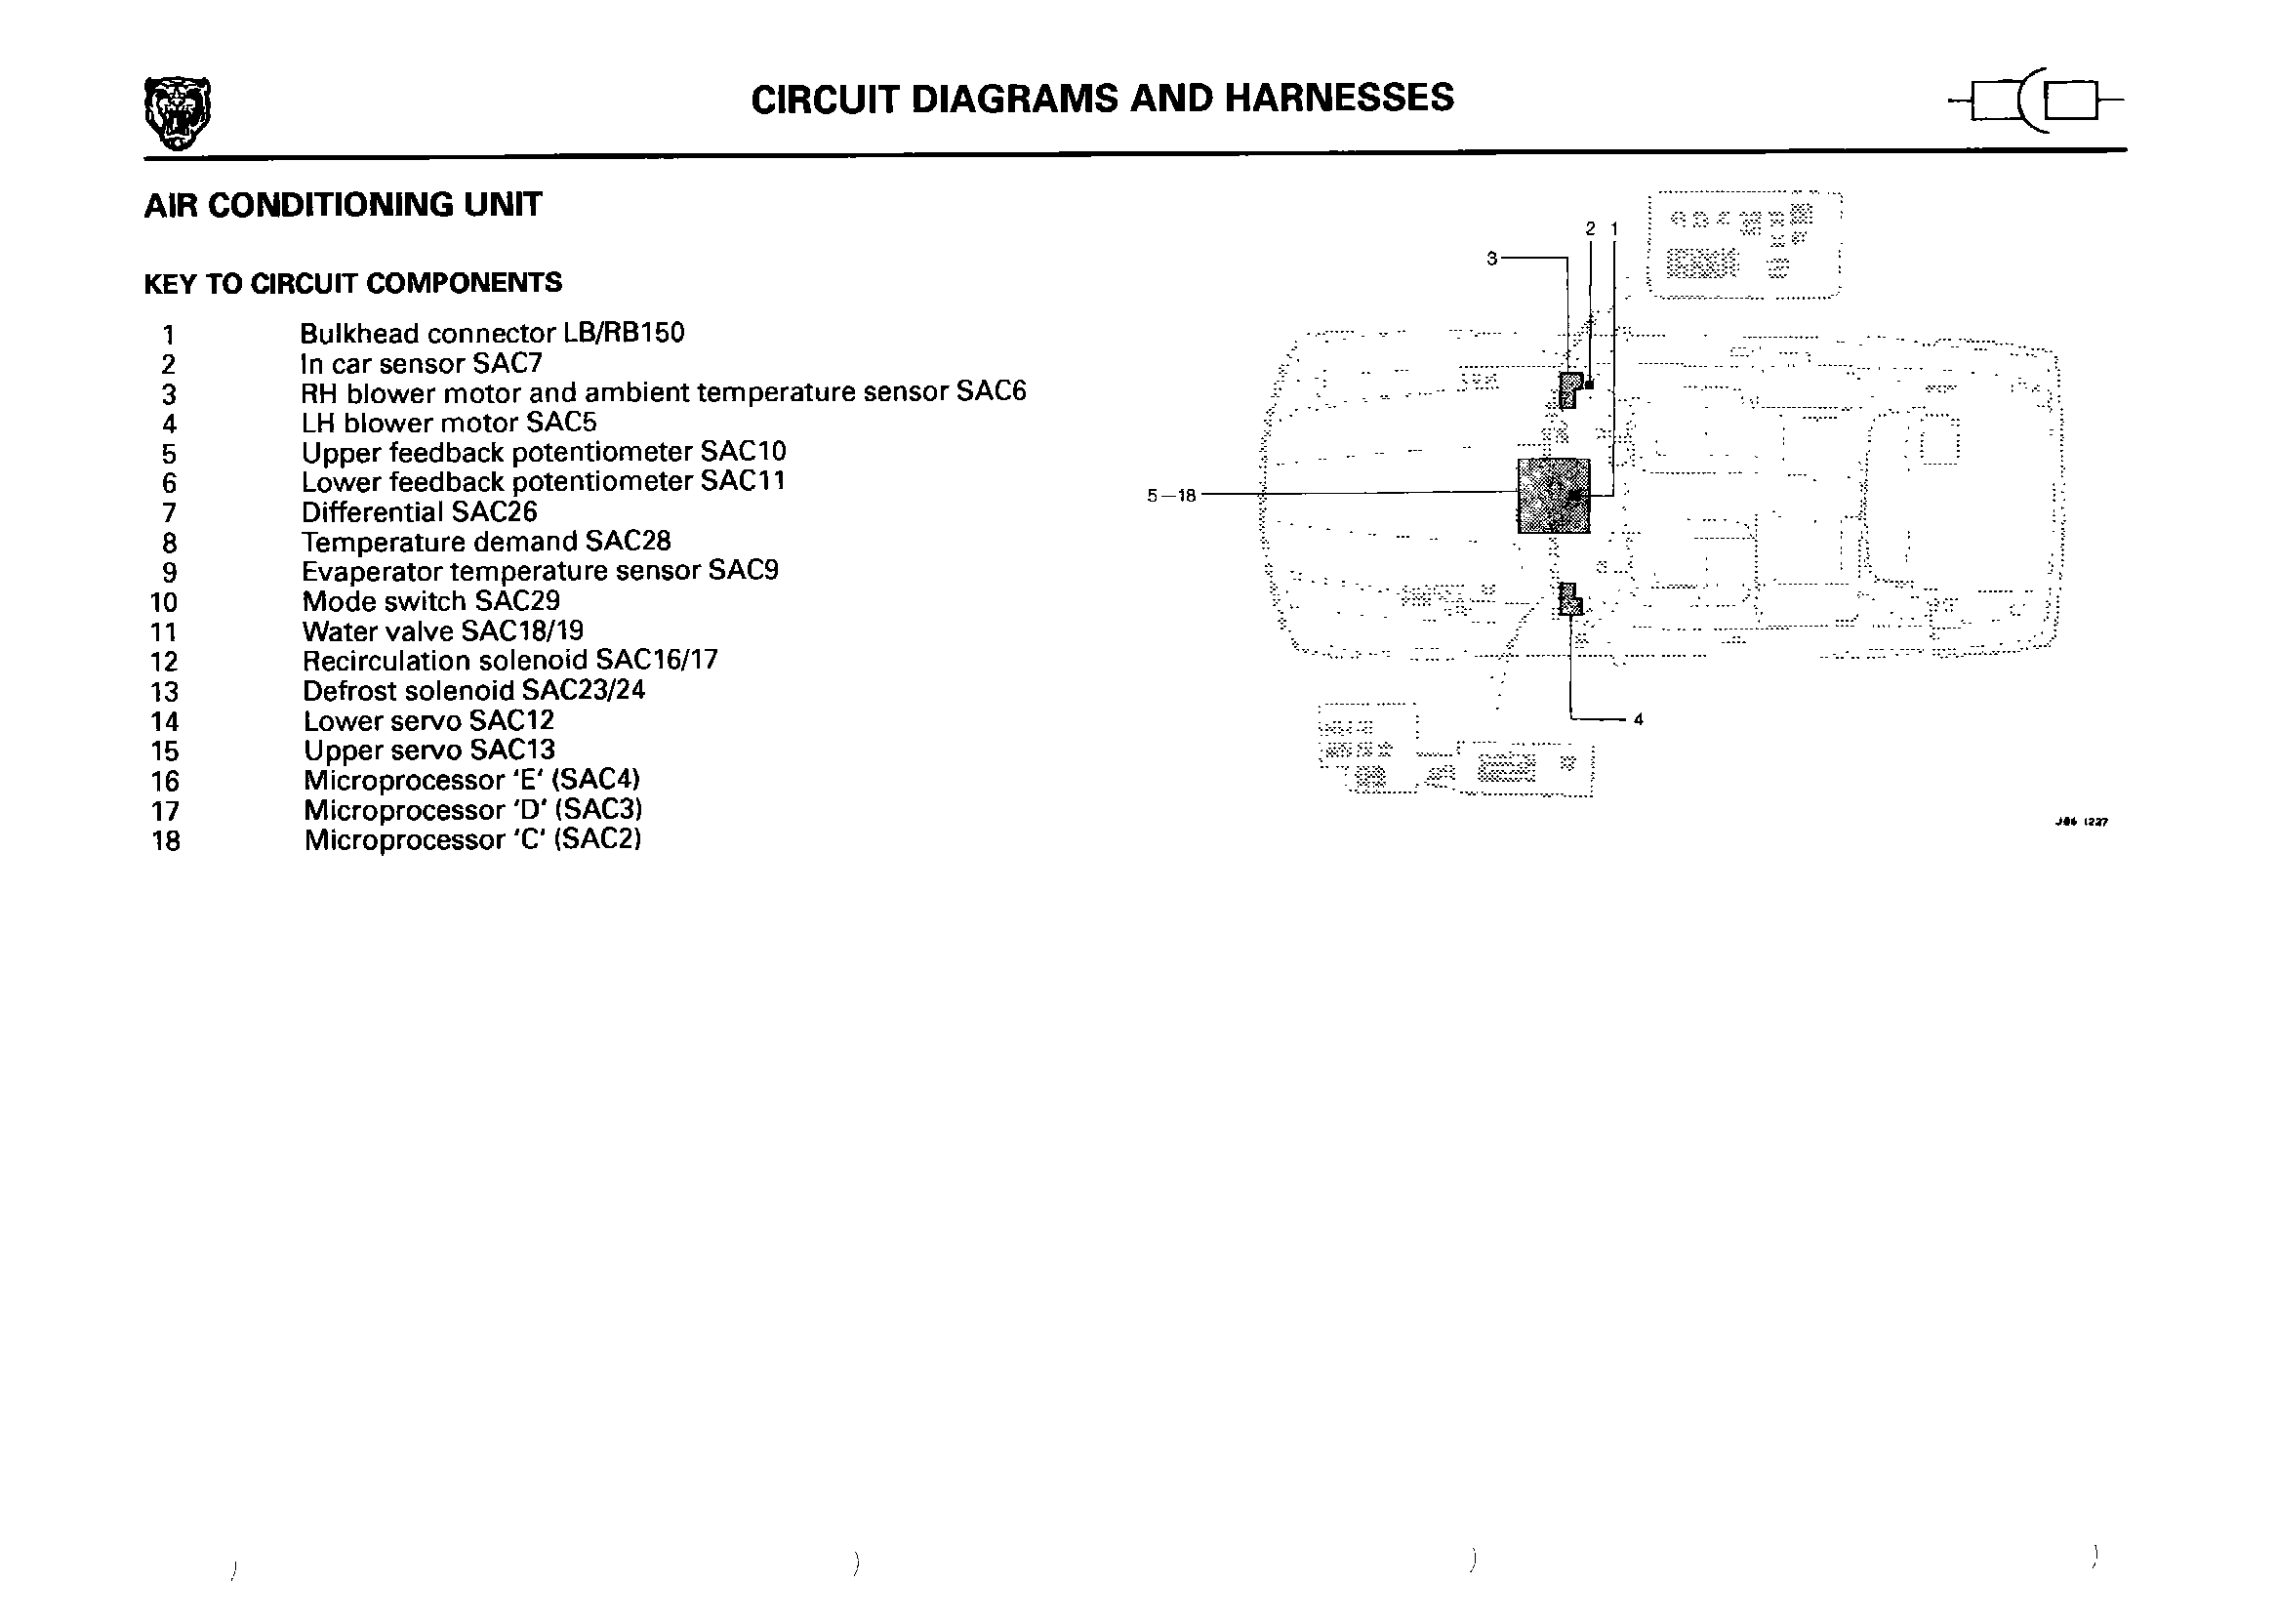 CIRCUIT DIAGRAMS AND HARNESSES
AIR CONDITIONING UNIT
KEY TO CIRCUIT COMPONENTS
1 Bulkhead connector LB/RB150
2 In car sensor SAC7
3 RH blower motor and ambient temperature sensor SAC6
4 LH blower motor SAC5
5 Upper feedback potentiometer SAC10
6 Lower feedback potentiometer SAC11
7 Differential SAC26
8 Temperature demand SAC28
9 Evaperator temperature sensor SAC9
10 Mode switch SAC29
11 Water valve SAC18/19
12 Recirculation solenoid SAC16/17
13 Defrost solenoid SAC23/24
14 Lower servo SAC12
15 Upper servo SAC13
16 Microprocessor 'E' (SAC4)
17 Microprocessor 'D' (SAC3)
18 Microprocessor 'C' (SAC2)
2 1
3
5–18
4
J86 1227